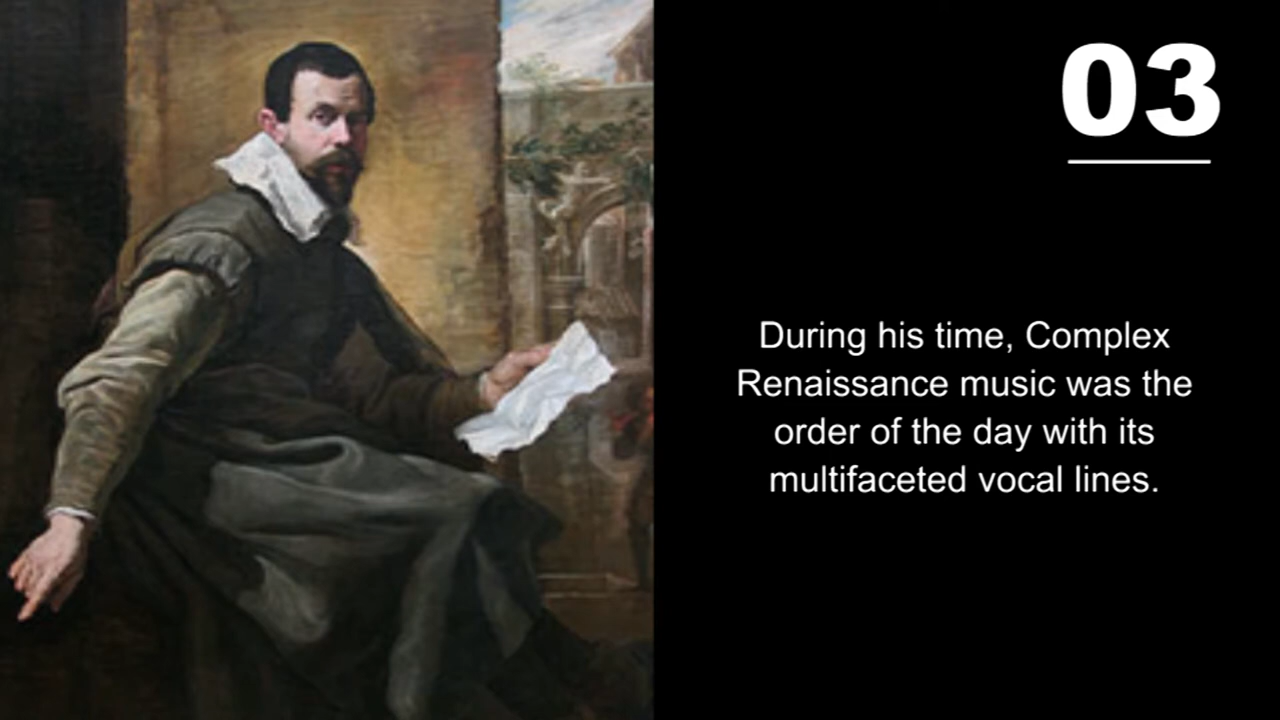 03
During his time, Complex
Renaissance music was the
order of the day with its
multifaceted vocal lines.